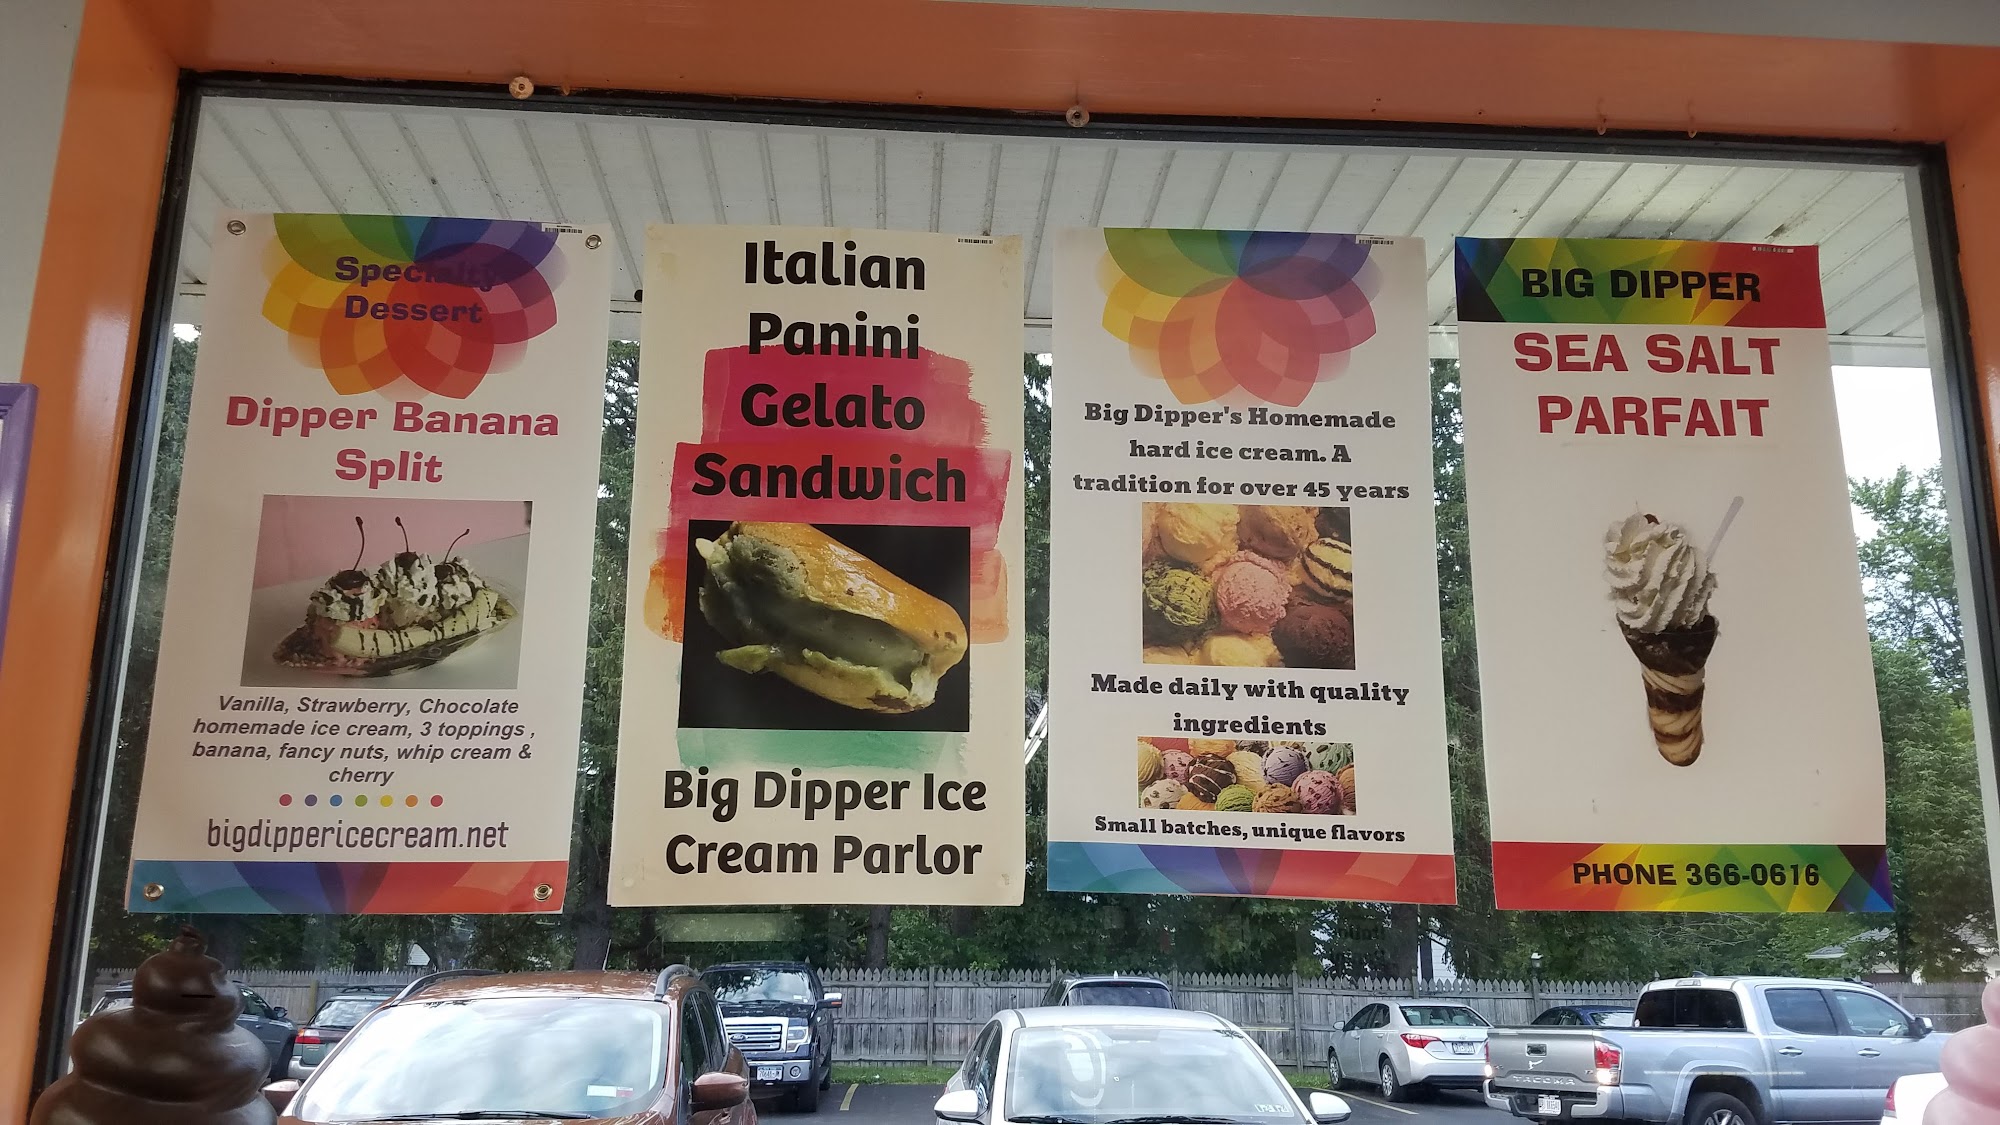 Specialty
Dessert
Dipper Banana
Split
Vanilla, Strawberry, Chocolate
homemade ice cream, 3 toppings ,
banana, fancy nuts, whip cream &
cherry
bigdippericecream.net
Italian
Panini
Gelato
Sandwich
Big Dipper Ice
Cream Parlor
Big Dipper's Homemade
hard ice cream. A
tradition for over 45 years
Made daily with quality
ingredients
Small batches, unique flavors
BIG DIPPER
SEA SALT
PARFAIT
PHONE 366-0616
TACOMA